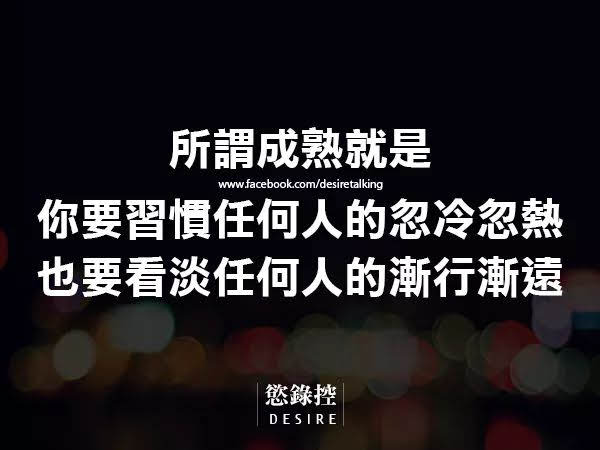 所謂成熟就是
www.facebook.com/desiretalking
你要習慣任何人的忽冷忽熱
也要看淡任何人的漸行漸遠
慾錄控
DESIRE